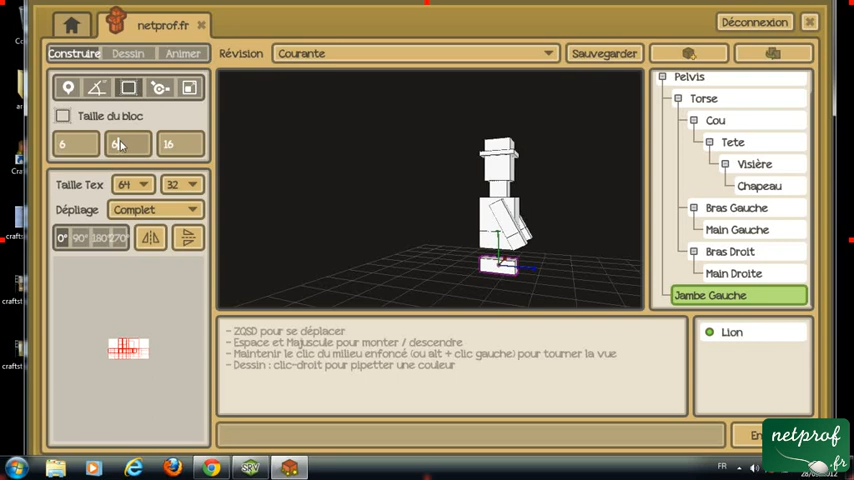 netprof.fr
Déconnexion
Construire Dessin Animer
Révision Courante Sauvegarder
Taille du bloc
6 6 16
Taille Tex 64 32
Dépliage Complet
0° 90° 180° 270°
Pelvis
Torse
Cou
Tete
Visière
Chapeau
Bras Gauche
Main Gauche
Bras Droit
Main Droite
Jambe Gauche
- ZQSD pour se déplacer
- Espace et Majuscule pour monter / descendre
- Maintenir le clic du milieu enfoncé (ou alt + clic gauche) pour tourner la vue
- Dessin : clic-droit pour pipetter une couleur
Lion
netprof
.fr
SRV
FR